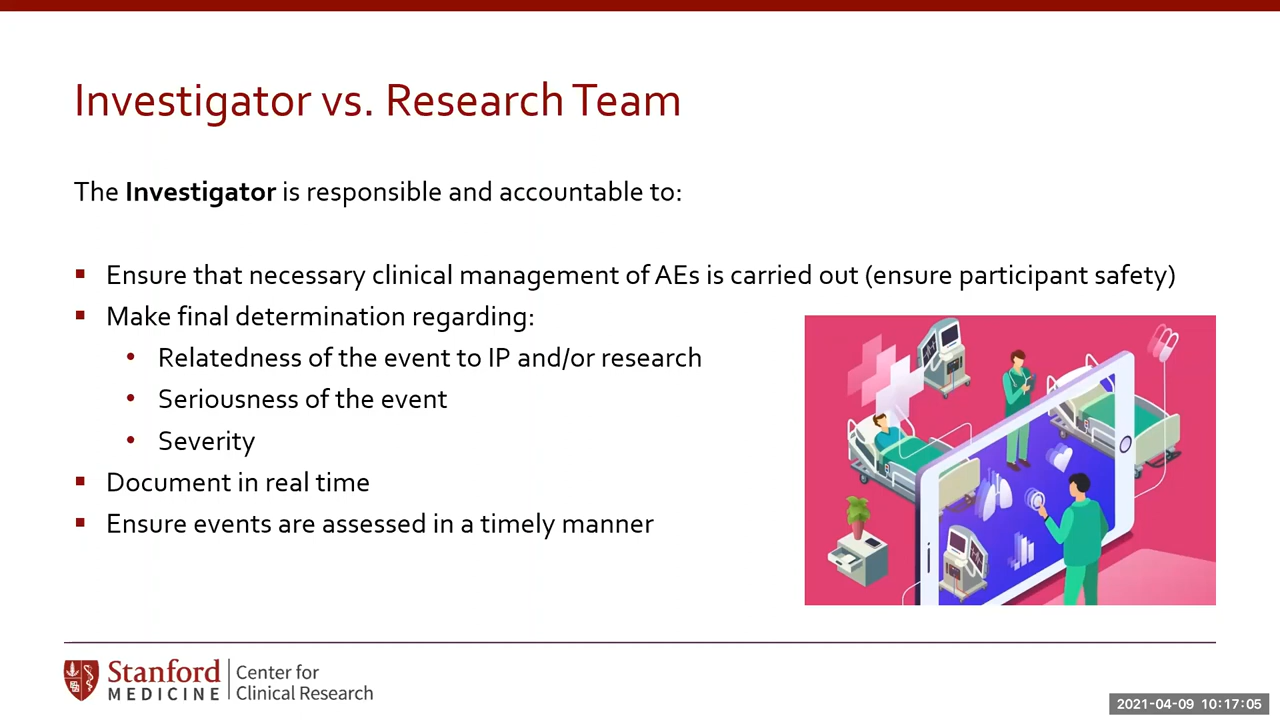 Investigator vs. Research Team
The Investigator is responsible and accountable to:
▪ Ensure that necessary clinical management of AEs is carried out (ensure participant safety)
▪ Make final determination regarding:
• Relatedness of the event to IP and/or research
• Seriousness of the event
• Severity
▪ Document in real time
▪ Ensure events are assessed in a timely manner
Stanford
MEDICINE
Center for
Clinical Research
2021-04-09 10:17:05